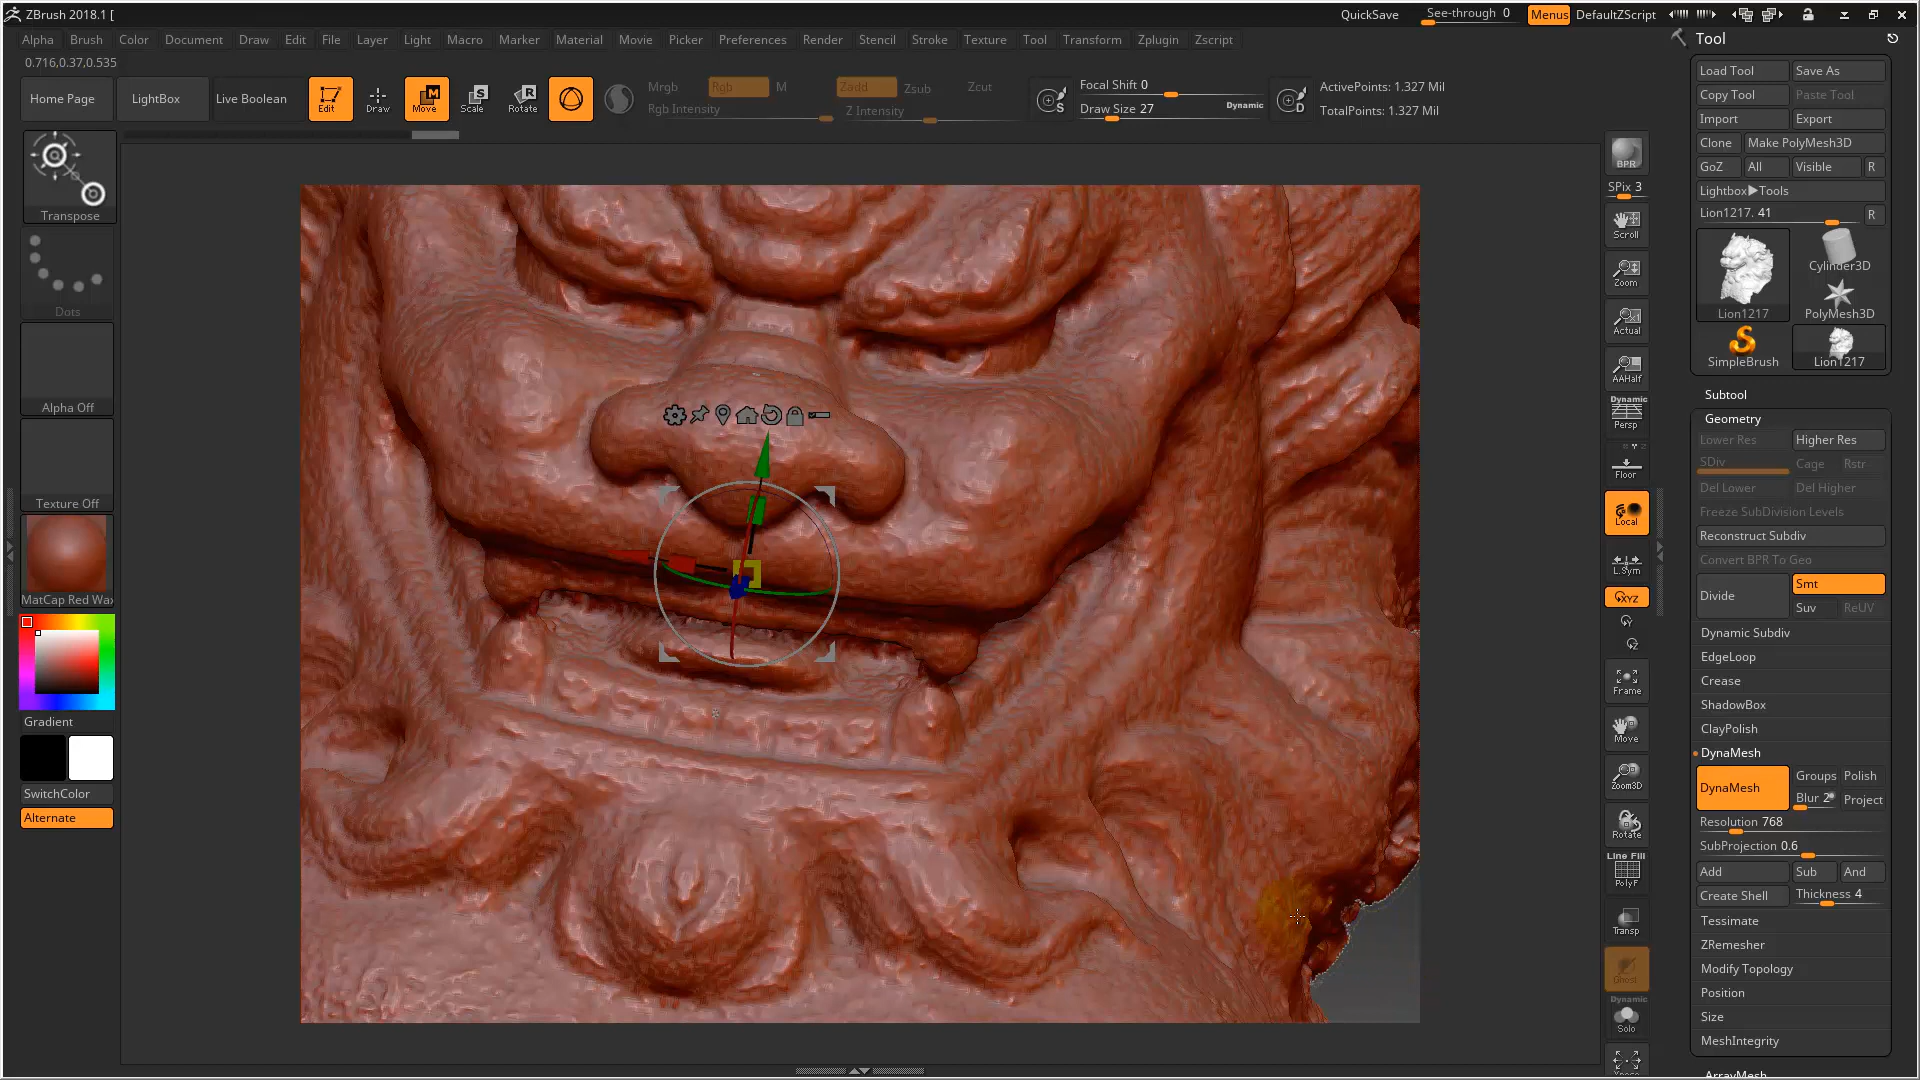 ZBrush 2018.1 [
QuickSave
See-through 0
Menus
DefaultZScript
Alpha Brush Color Document Draw Edit File Layer Light Macro Marker Material Movie Picker Preferences Render Stencil Stroke Texture Tool Transform Zplugin Zscript
0.716,0.37,0.535
Home Page
LightBox
Live Boolean
Edit
Draw
Move
M
Scale
S
Rotate
R
Mrgb Rgb M
Rgb Intensity
Zadd Zsub Zcut
Z Intensity
S
Focal Shift 0
Draw Size 27
Dynamic
D
ActivePoints: 1.327 Mil
TotalPoints: 1.327 Mil
Transpose
Dots
Alpha Off
Texture Off
MatCap Red Wax
Gradient
SwitchColor
Alternate
BPR
SPix 3
Scroll
Zoom
Actual
AAHalf
Dynamic
Persp
Floor
Local
L.Sym
XYZ
Y
Z
Frame
Move
Zoom3D
Rotate
Line Fill
PolyF
Transp
Ghost
Dynamic
Solo
Tool
Load Tool Save As
Copy Tool Paste Tool
Import Export
Clone Make PolyMesh3D
GoZ All Visible R
Lightbox▶Tools
Lion1217. 41 R
Lion1217
Cylinder3D
PolyMesh3D
SimpleBrush
Lion1217
Subtool
Geometry
Lower Res Higher Res
SDiv Cage Rstr
Del Lower Del Higher
Freeze SubDivision Levels
Reconstruct Subdiv
Convert BPR To Geo
Divide
Smt
Suv ReUV
Dynamic Subdiv
EdgeLoop
Crease
ShadowBox
ClayPolish
DynaMesh
DynaMesh
Groups Polish
Blur 2 Project
Resolution 768
SubProjection 0.6
Add Sub And
Create Shell Thickness 4
Tessimate
ZRemesher
Modify Topology
Position
Size
MeshIntegrity
ArrayMesh